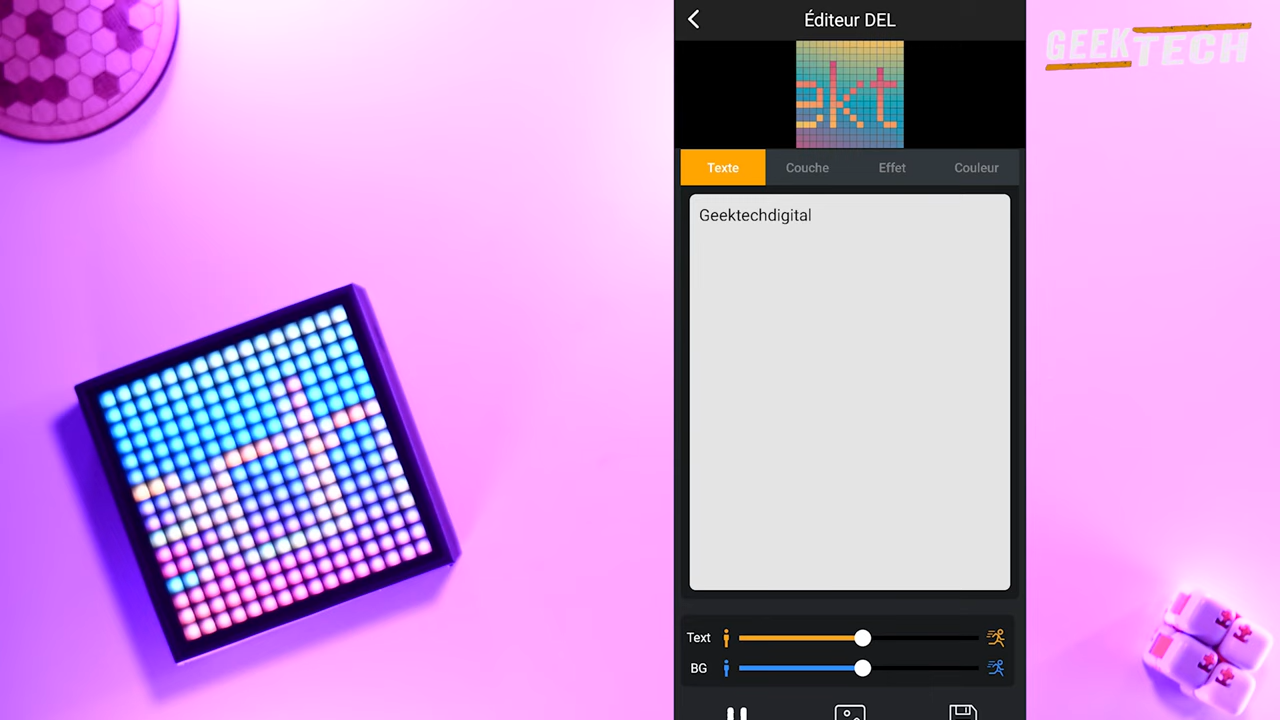 Éditeur DEL
GEEKTECH
ekt
Texte Couche Effet Couleur
Geektechdigital
Text
BG